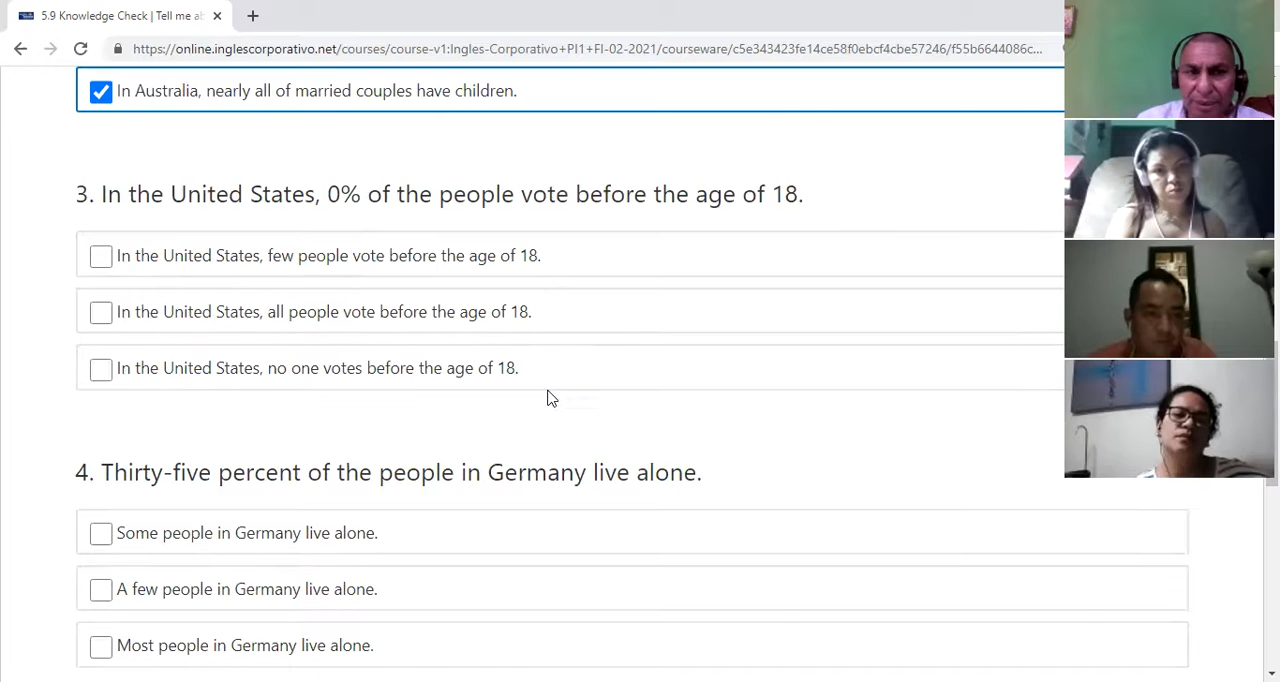 5.9 Knowledge Check | Tell me ab
https://online.inglescorporativo.net/courses/course-v1:Ingles-Corporativo+PI1+FI-02-2021/courseware/c5e343423fe14ce58f0ebcf4cbe57246/f55b6644086c...
In Australia, nearly all of married couples have children.
3. In the United States, 0% of the people vote before the age of 18.
In the United States, few people vote before the age of 18.
In the United States, all people vote before the age of 18.
In the United States, no one votes before the age of 18.
4. Thirty-five percent of the people in Germany live alone.
Some people in Germany live alone.
A few people in Germany live alone.
Most people in Germany live alone.